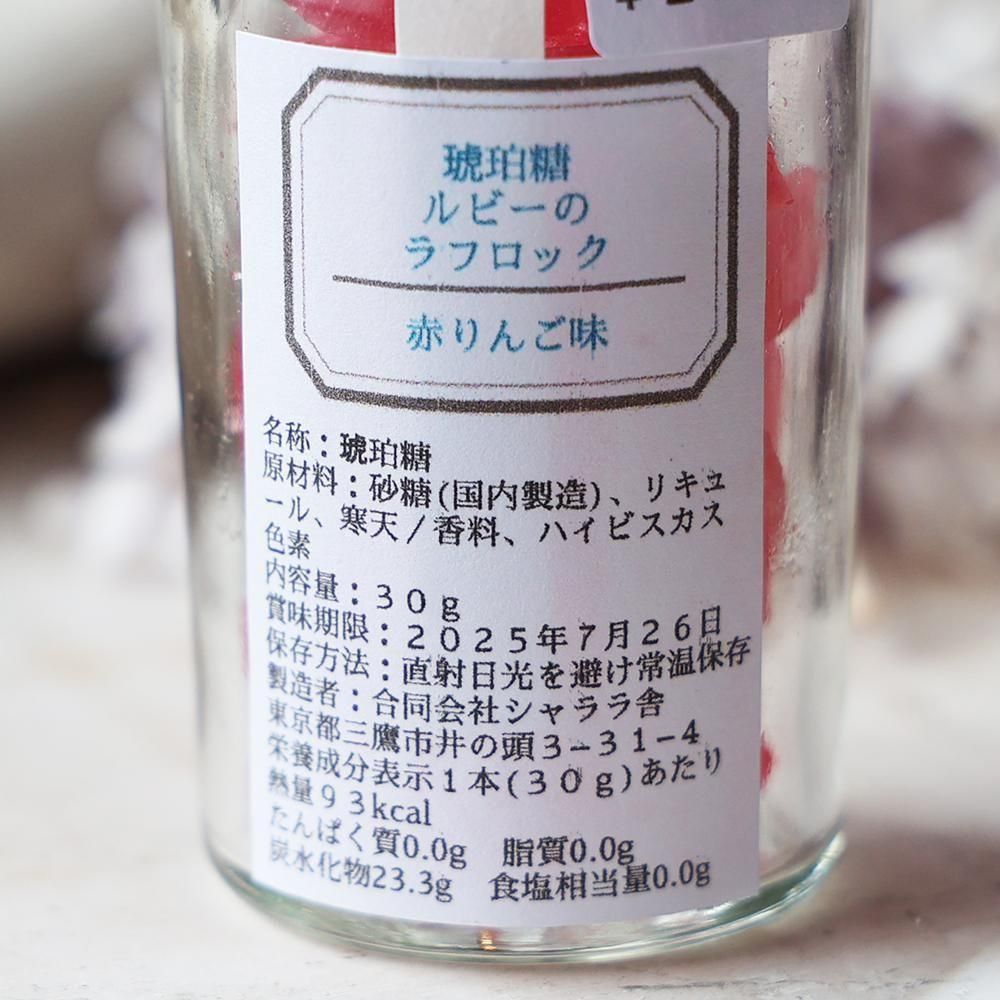 琥珀糖
ルビーの
ラフロック
赤りんご味
名称：琥珀糖
原材料：砂糖(国内製造)、リキュ
ール、寒天／香料、ハイビスカス
色素
内容量：３０ｇ
賞味期限：２０２５年７月２６日
保存方法：直射日光を避け常温保存
製造者：合同会社シャララ舎
東京都三鷹市井の頭３−３１−４
栄養成分表示１本(３０ｇ)あたり
熱量９３kcal
たんぱく質0.0g　脂質0.0g
炭水化物23.3g　食塩相当量0.0g